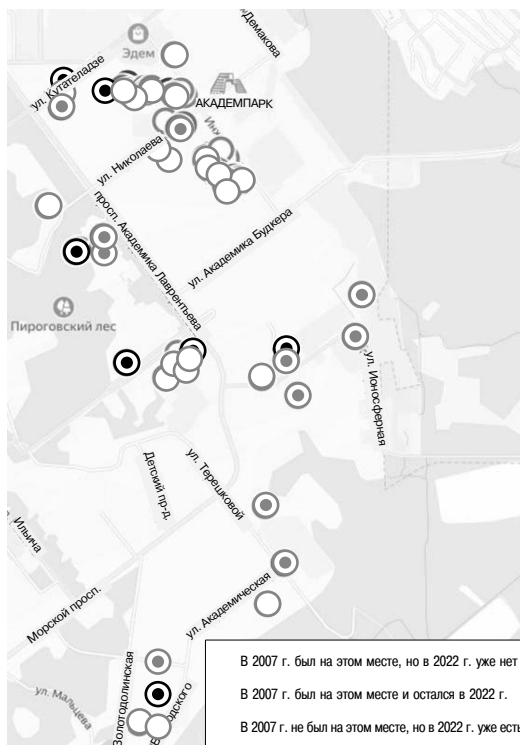 Демакова
Эдем
ул. Кутателадзе
АКАДЕМПАРК
ул. Николаева
просп. Академика Лаврентьева
ул. Академика Будкера
Пироговский лес
ул. Ионосферная
ул. Терешковой
Детский пр-д.
Ильича
Морской просп.
ул. Академическая
ул. Мальцева
Золотодолинская
В 2007 г. был на этом месте, но в 2022 г. уже нет
В 2007 г. был на этом месте и остался в 2022 г.
В 2007 г. не был на этом месте, но в 2022 г. уже есть